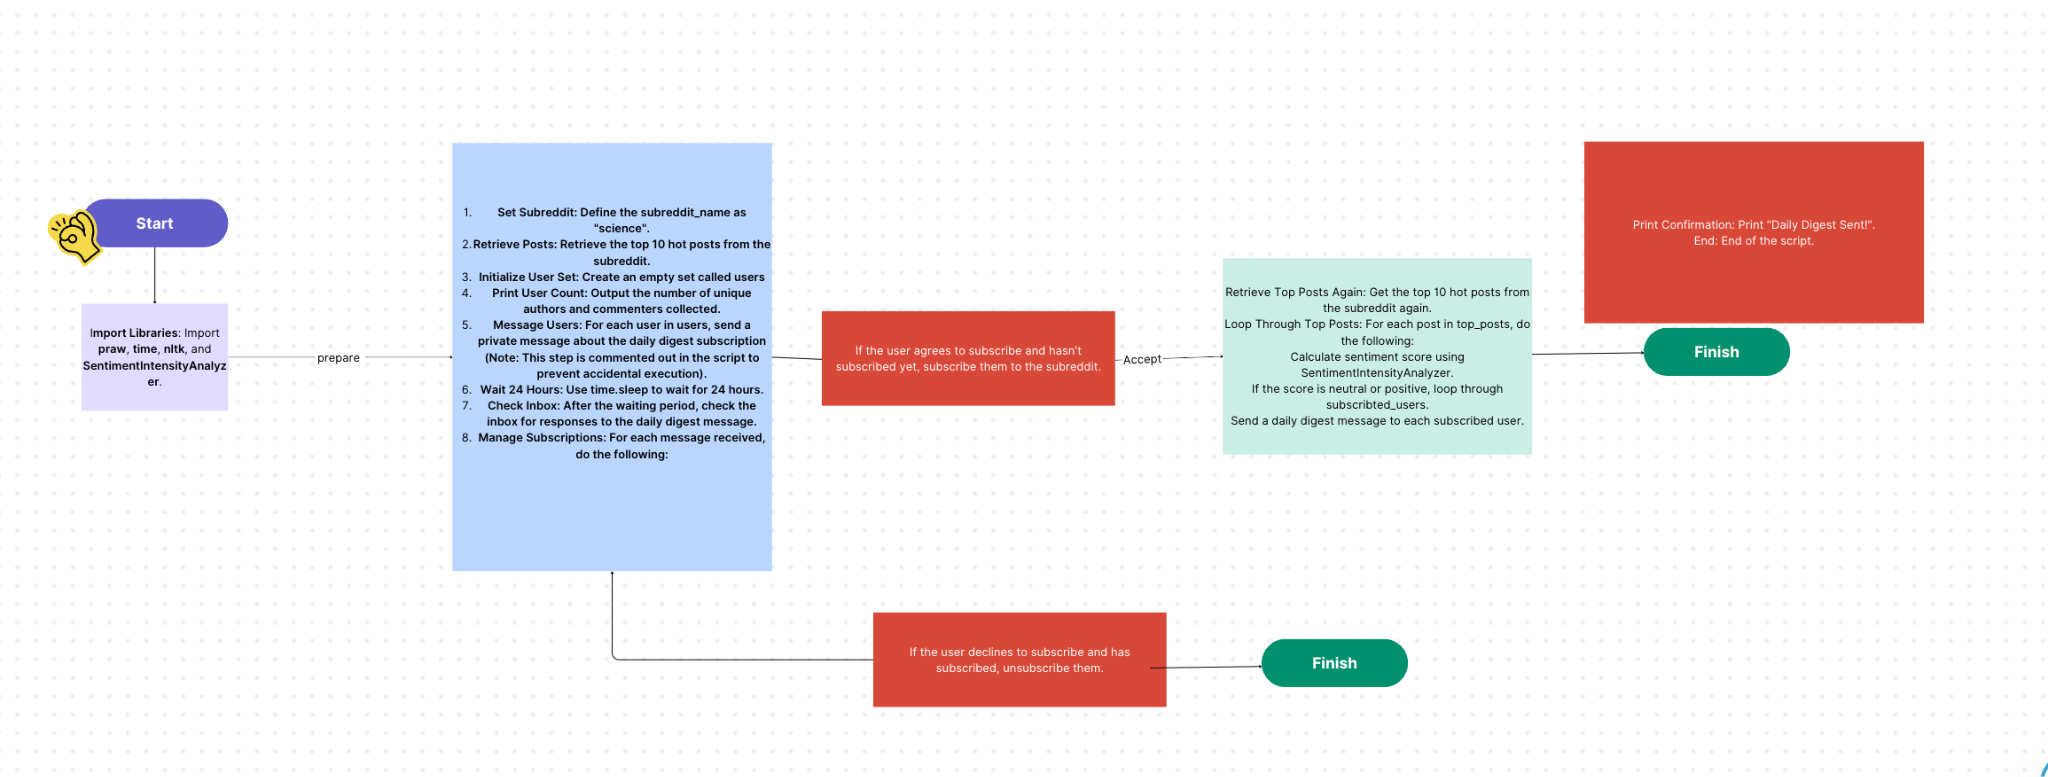 Start
Import Libraries: Import
praw, time, nltk, and
SentimentIntensityAnalyz
er.
prepare
1. Set Subreddit: Define the subreddit_name as
"science".
2. Retrieve Posts: Retrieve the top 10 hot posts from the
subreddit.
3. Initialize User Set: Create an empty set called users
4. Print User Count: Output the number of unique
authors and commenters collected.
5. Message Users: For each user in users, send a
private message about the daily digest subscription
(Note: This step is commented out in the script to
prevent accidental execution).
6. Wait 24 Hours: Use time.sleep to wait for 24 hours.
7. Check Inbox: After the waiting period, check the
inbox for responses to the daily digest message.
8. Manage Subscriptions: For each message received,
do the following:
If the user agrees to subscribe and hasn't
subscribed yet, subscribe them to the subreddit.
Accept
Retrieve Top Posts Again: Get the top 10 hot posts from
the subreddit again.
Loop Through Top Posts: For each post in top_posts, do
the following:
Calculate sentiment score using
SentimentIntensityAnalyzer.
If the score is neutral or positive, loop through
subscribted_users.
Send a daily digest message to each subscribed user.
Print Confirmation: Print "Daily Digest Sent!".
End: End of the script.
Finish
If the user declines to subscribe and has
subscribed, unsubscribe them.
Finish